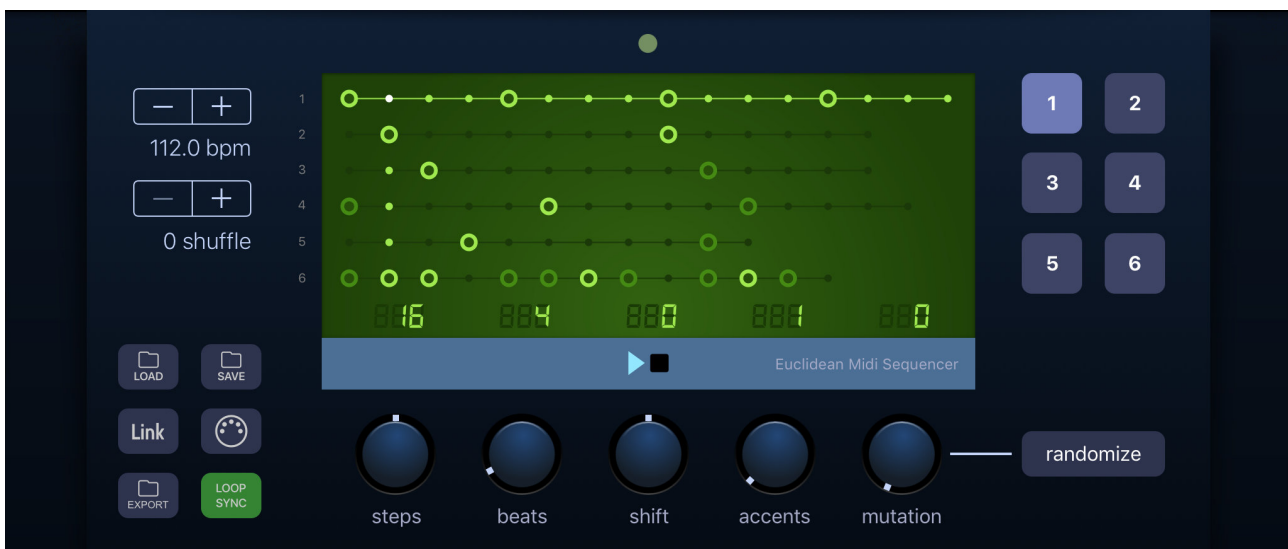 1
2
112.0 bpm
3
4
0 shuffle
5
6
16 4 0 1 0
Euclidean Midi Sequencer
1 2
3 4
5 6
LOAD SAVE
Link
EXPORT LOOP
SYNC
steps beats shift accents mutation
randomize